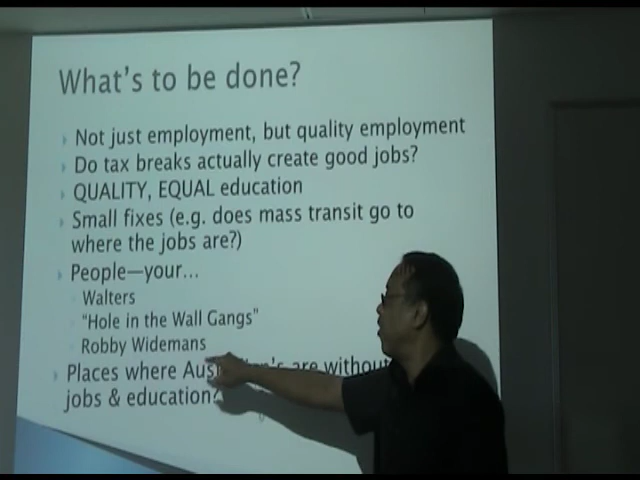 What's to be done?
Not just employment, but quality employment
Do tax breaks actually create good jobs?
QUALITY, EQUAL education
Small fixes (e.g. does mass transit go to
where the jobs are?)
People—your...
Walters
"Hole in the Wall Gangs"
Robby Widemans
Places where are without
jobs & education?